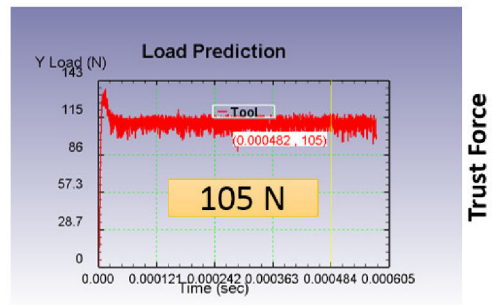 Load Prediction
Y Load (N)
143
115
86
57.3
28.7
0
Tool
(0.000482 , 105)
105 N
0.000 0.000121 0.000242 0.000363 0.000484 0.000605
Time (sec)
Trust Force